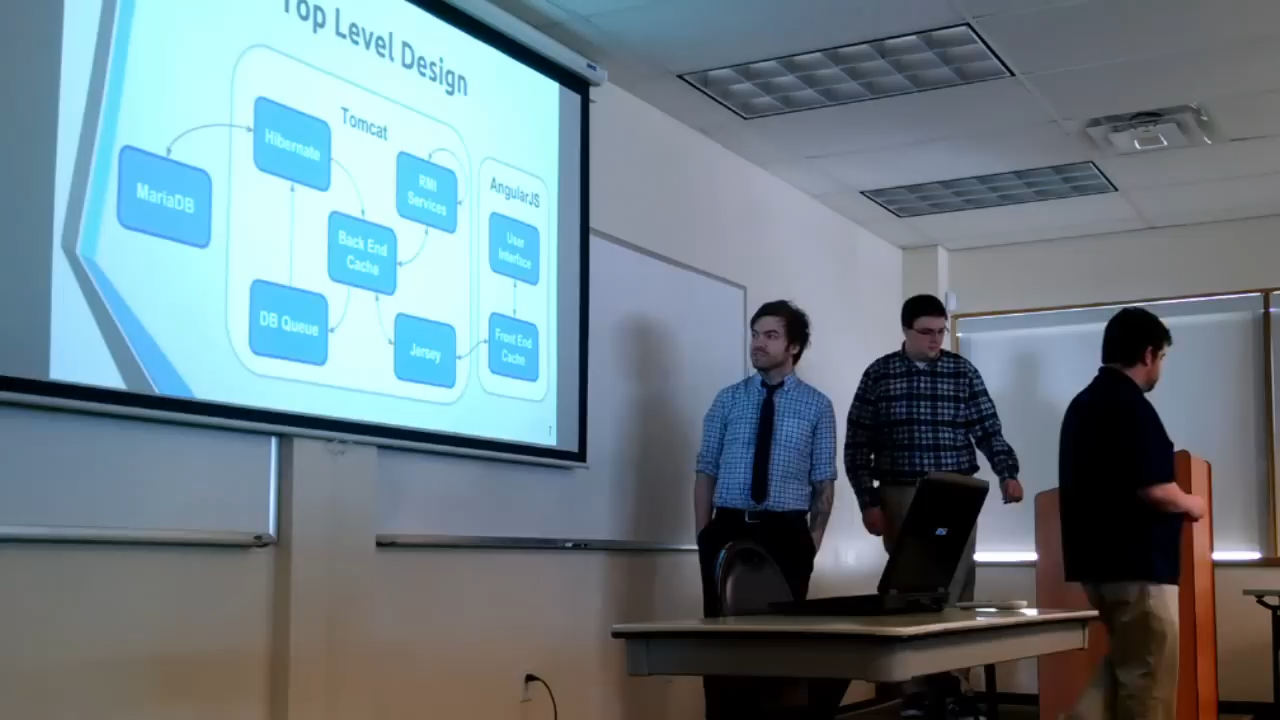 Top Level Design
Tomcat
Hibernate
MariaDB
RMI
Services
AngularJS
User
Interface
Back End
Cache
DB Queue
Jersey
Front End
Cache
7